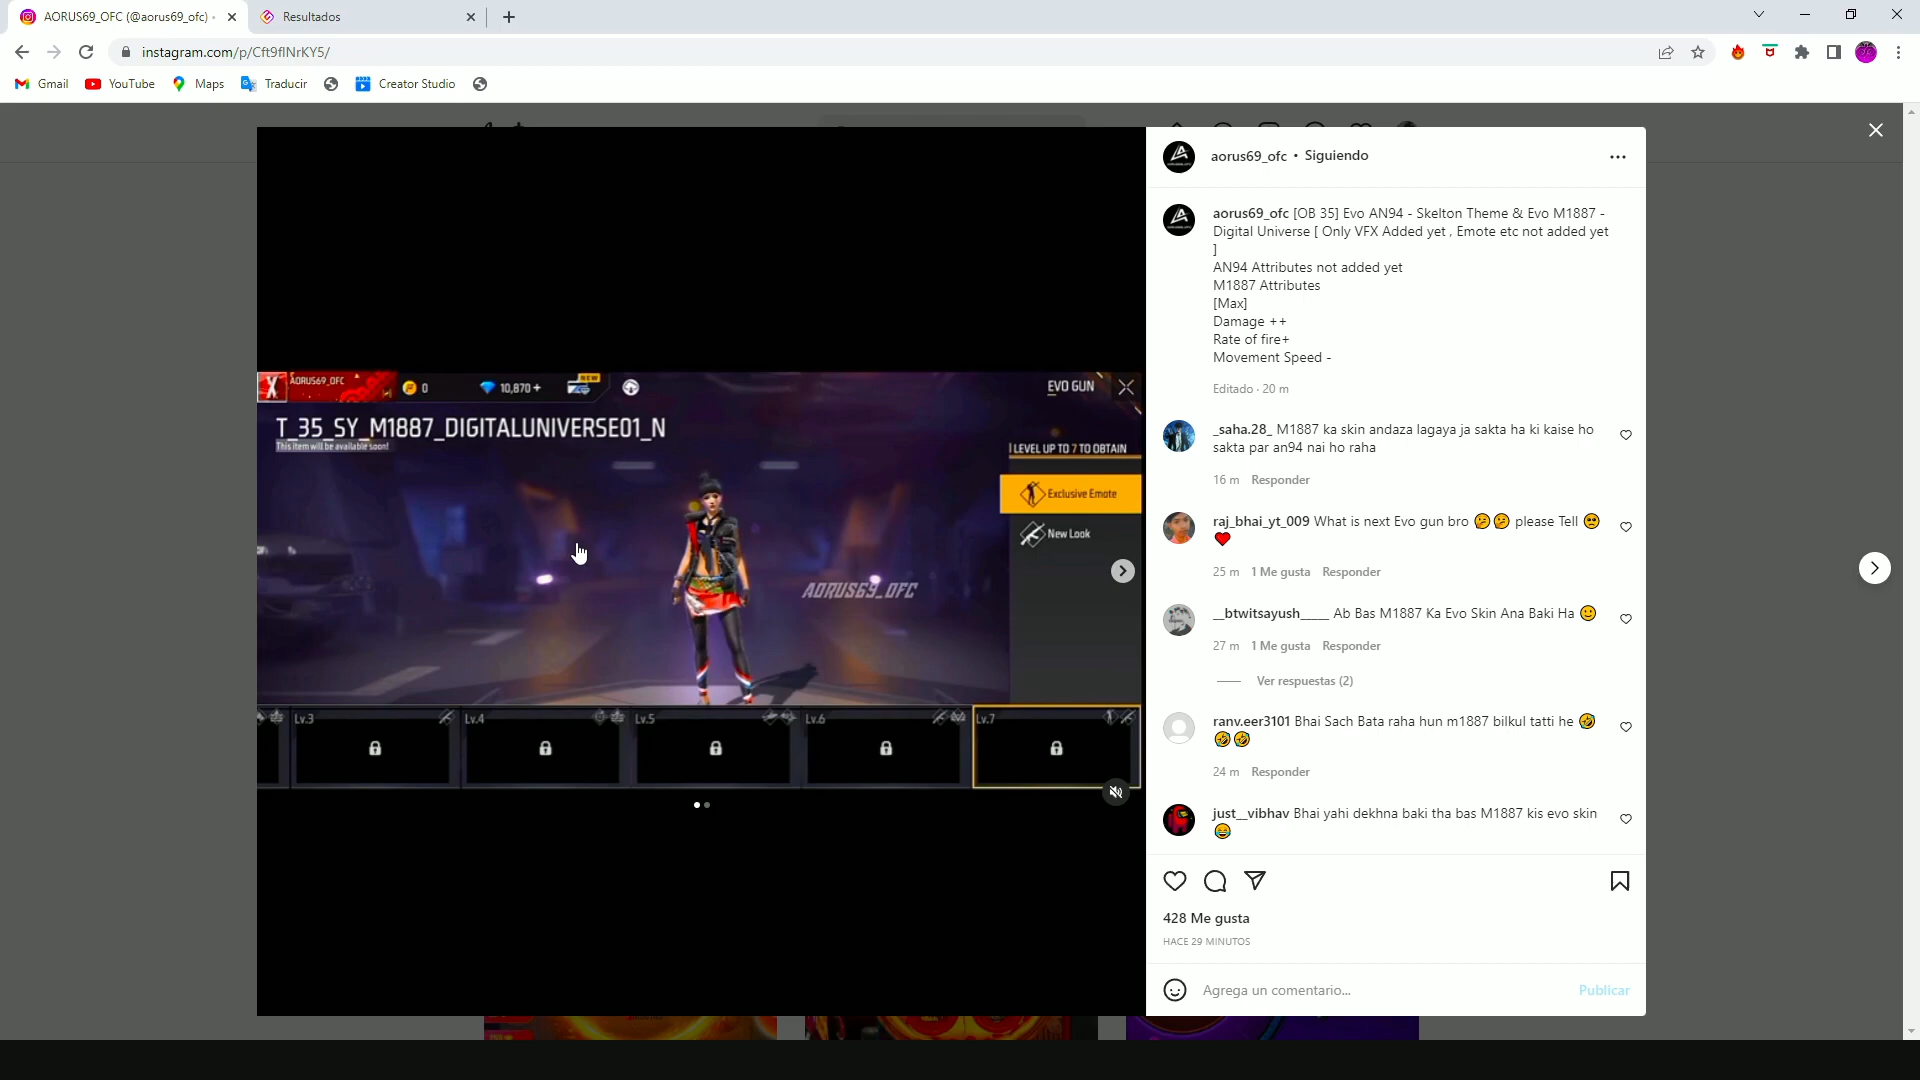 AORUS69_OFC (@aorus69_ofc) ·
Resultados
instagram.com/p/Cft9flNrKY5/
Gmail
YouTube
Maps
Traducir
Creator Studio
AORUS69_OFC
0
10,870 +
NEW
EVO GUN
T_35_SY_M1887_DIGITALUNIVERSE01_N
This item will be available soon!
LEVEL UP TO 7 TO OBTAIN
Exclusive Emote
New Look
AORUS69_OFC
Lv.3
Lv.4
Lv.5
Lv.6
Lv.7
aorus69_ofc • Siguiendo
aorus69_ofc [OB 35] Evo AN94 - Skelton Theme & Evo M1887 -
Digital Universe [ Only VFX Added yet , Emote etc not added yet
]
AN94 Attributes not added yet
M1887 Attributes
[Max]
Damage ++
Rate of fire+
Movement Speed -
Editado · 20 m
_saha.28_ M1887 ka skin andaza lagaya ja sakta ha ki kaise ho
sakta par an94 nai ho raha
16 m Responder
raj_bhai_yt_009 What is next Evo gun bro 🤔🤔 please Tell 🥺
❤️
25 m 1 Me gusta Responder
__btwitsayush_____ Ab Bas M1887 Ka Evo Skin Ana Baki Ha 🙂
27 m 1 Me gusta Responder
Ver respuestas (2)
ranv.eer3101 Bhai Sach Bata raha hun m1887 bilkul tatti he 🤣
🤣🤣
24 m Responder
just__vibhav Bhai yahi dekhna baki tha bas M1887 kis evo skin
😂
428 Me gusta
HACE 29 MINUTOS
Agrega un comentario...
Publicar